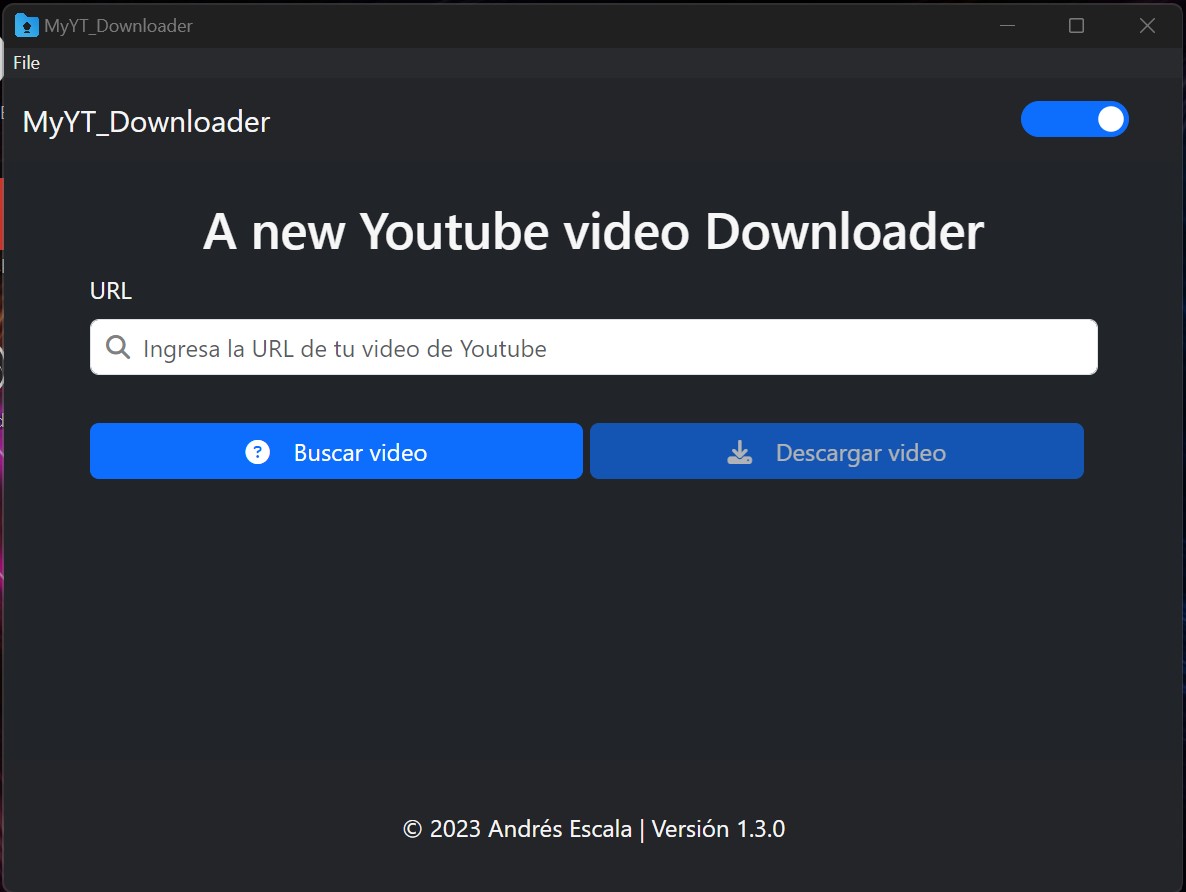 MyYT_Downloader
File
MyYT_Downloader
A new Youtube video Downloader
URL
Ingresa la URL de tu video de Youtube
Buscar video
Descargar video
© 2023 Andrés Escala | Versión 1.3.0